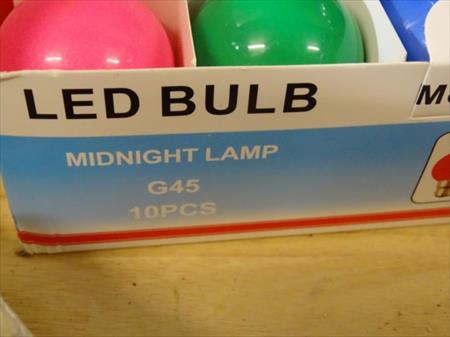 LED BULB
MIDNIGHT LAMP
G45
10PCS